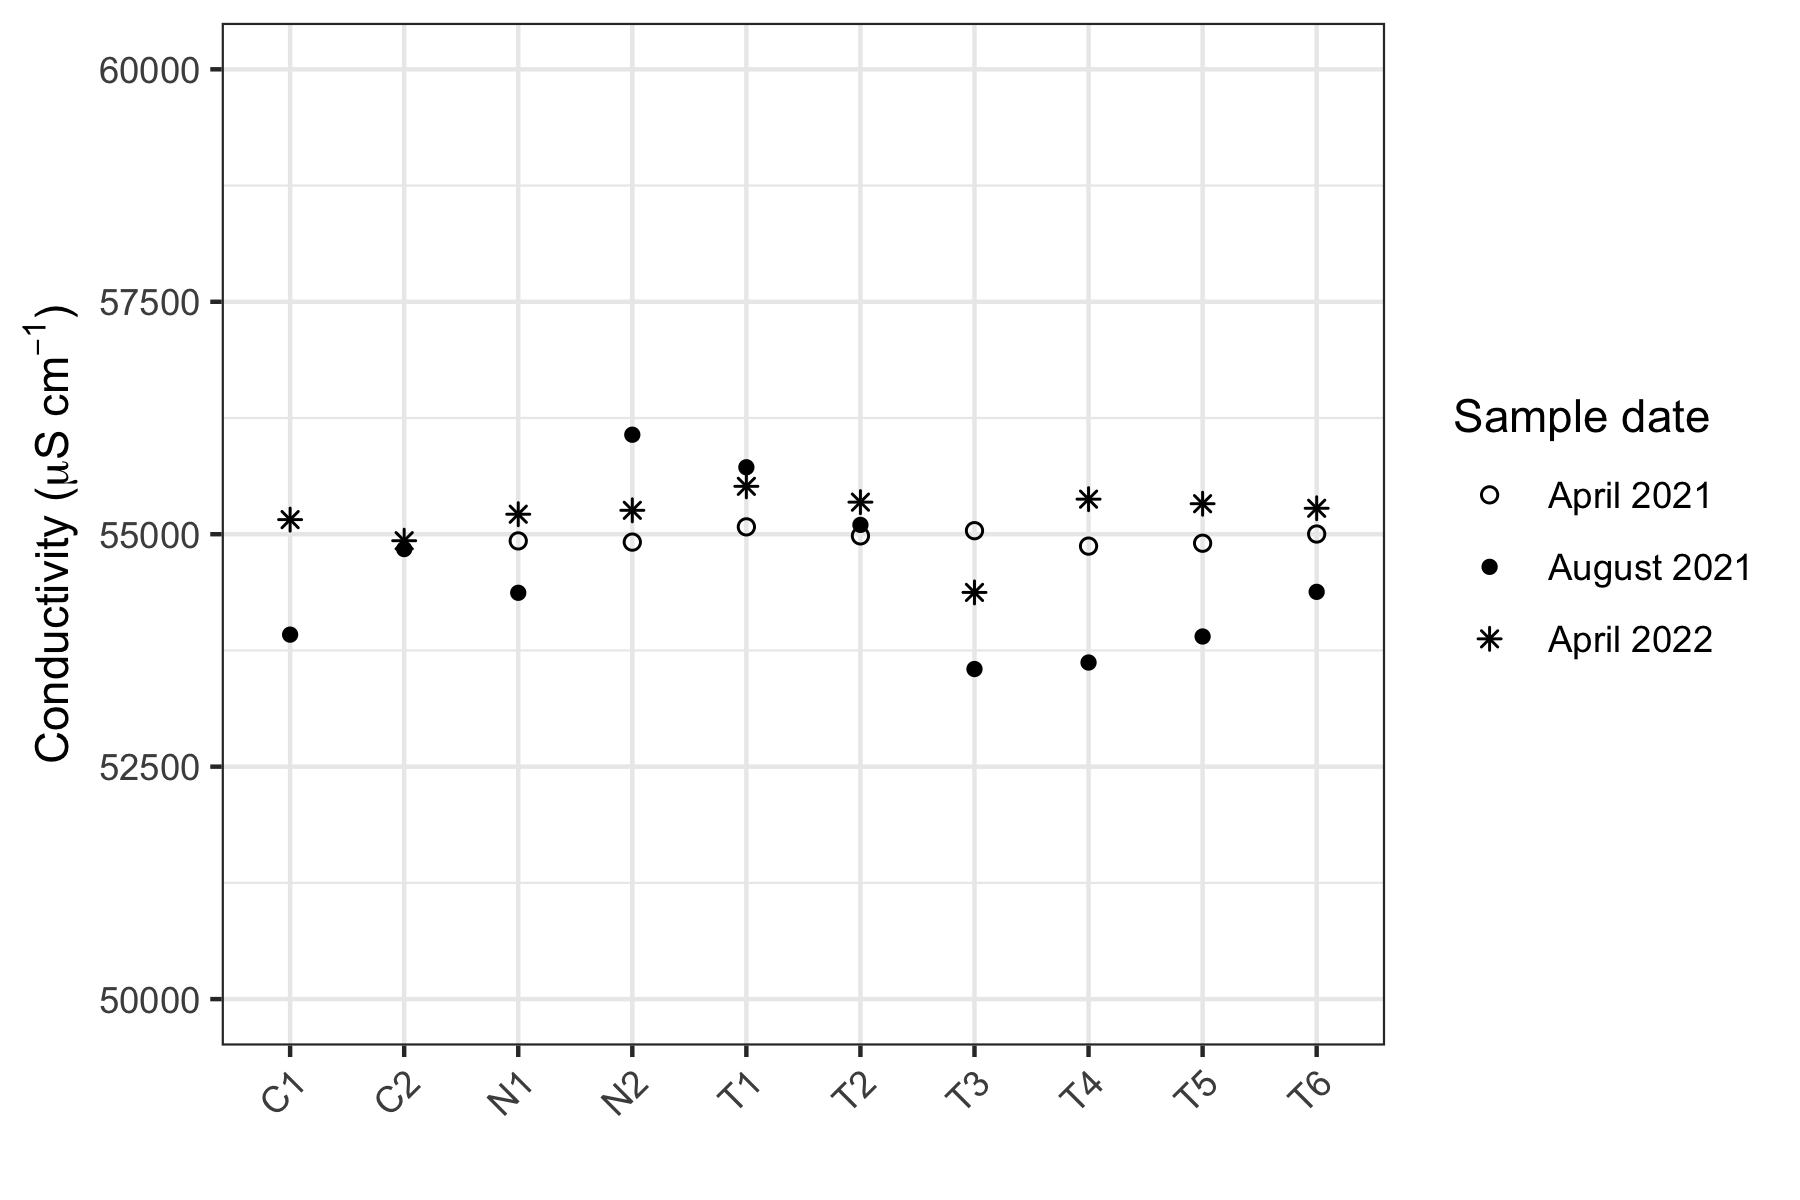 60000
57500
55000
52500
50000
Conductivity (μS cm⁻¹)
C1
C2
N1
N2
T1
T2
T3
T4
T5
T6
Sample date
April 2021
August 2021
April 2022